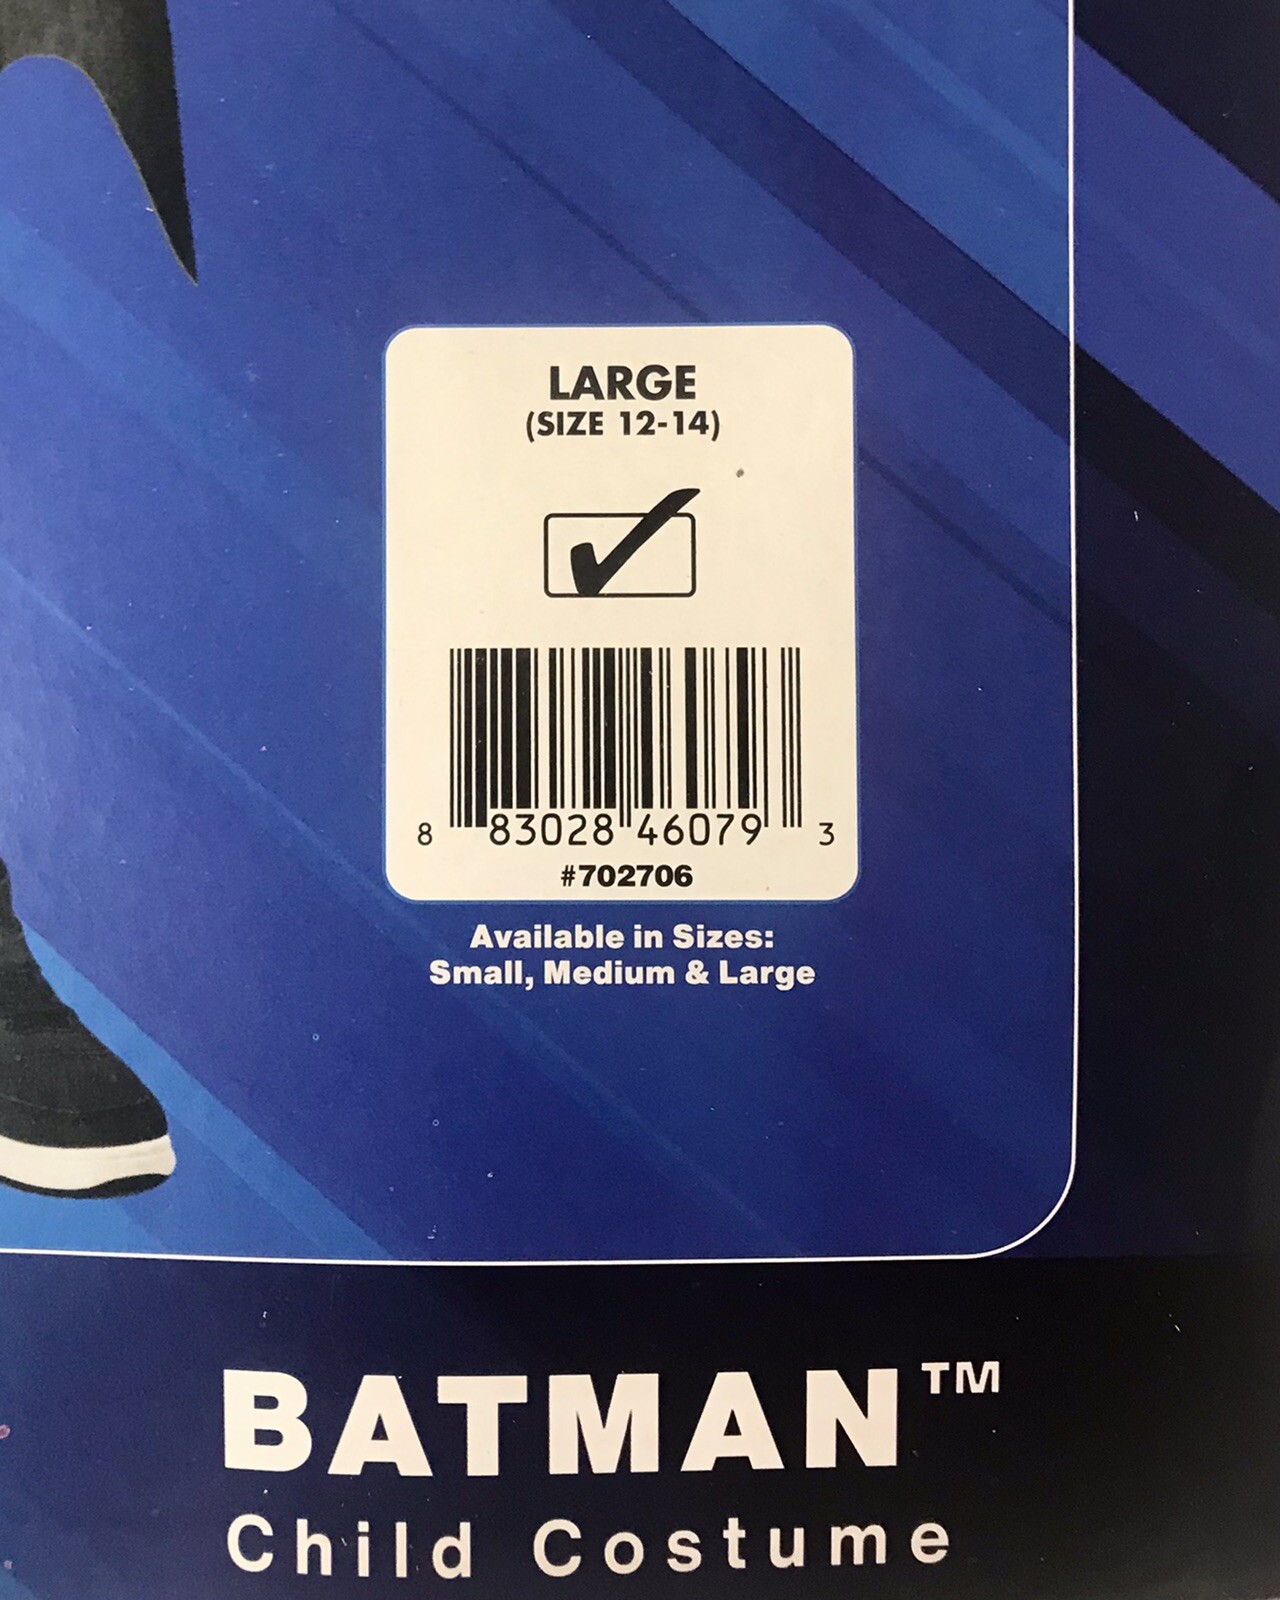 LARGE
(SIZE 12-14)
8 83028 46079 3
#702706
Available in Sizes:
Small, Medium & Large
BATMAN™
Child Costume